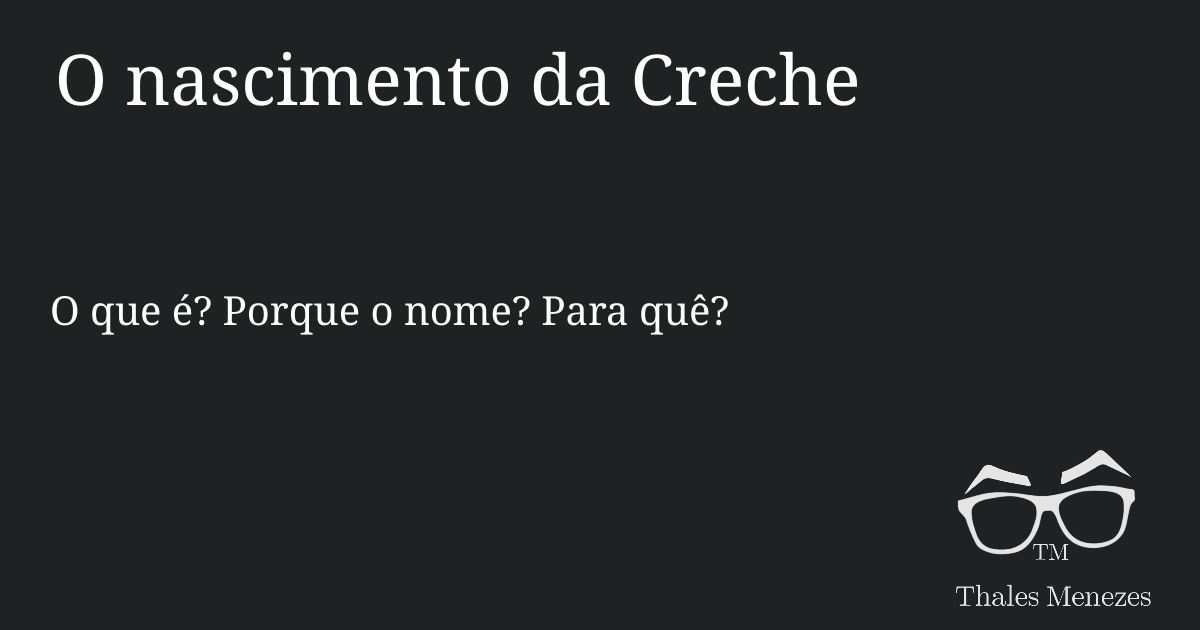 O nascimento da Creche
O que é? Porque o nome? Para quê?
TM
Thales Menezes